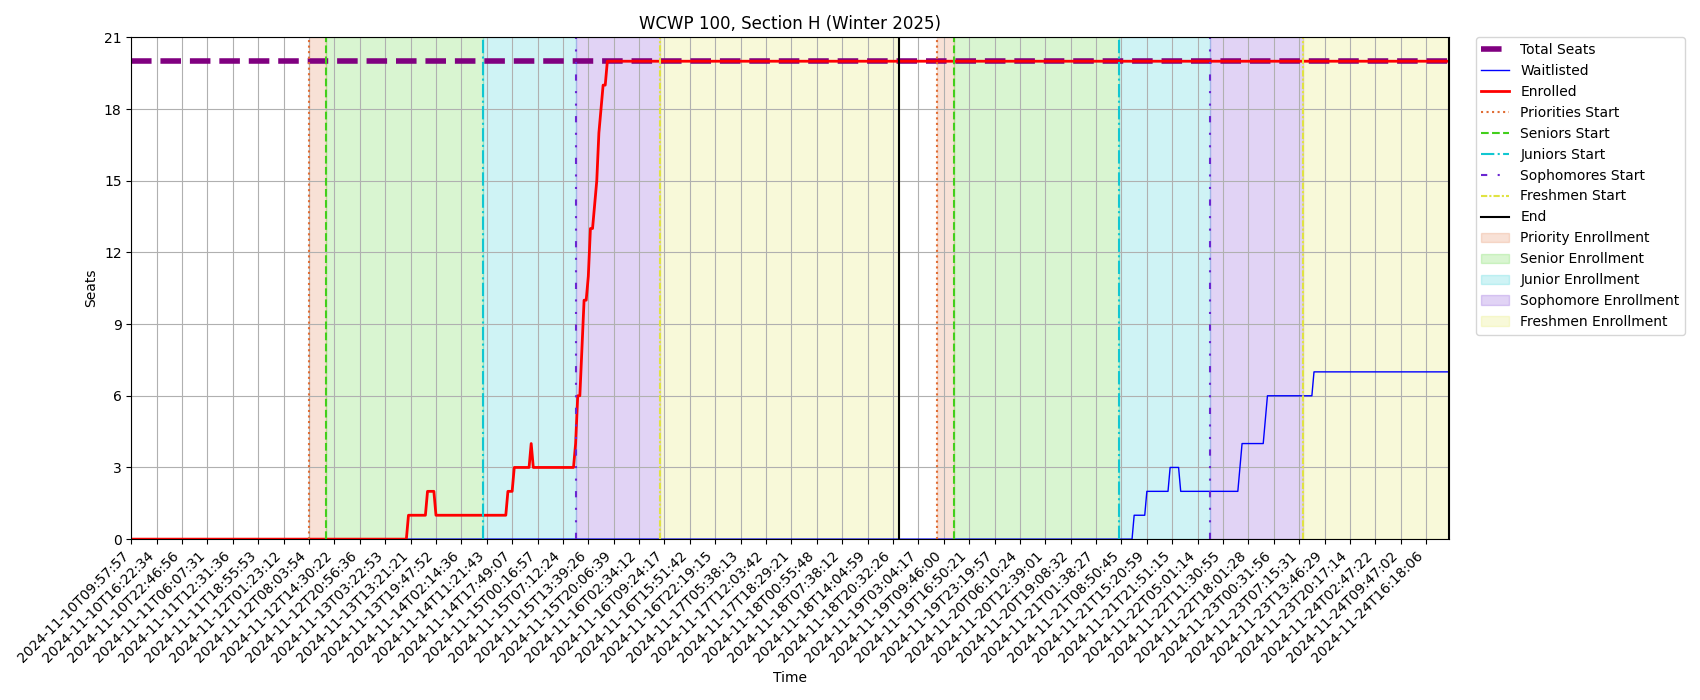 WCWP 100, Section H (Winter 2025)
Seats
21
18
15
12
9
6
3
0
2024-11-10T09:57:57
2024-11-10T16:22:34
2024-11-10T22:46:56
2024-11-11T06:07:31
2024-11-11T12:31:36
2024-11-11T18:55:53
2024-11-12T01:23:12
2024-11-12T08:03:54
2024-11-12T14:30:22
2024-11-12T20:56:36
2024-11-13T03:22:53
2024-11-13T13:21:21
2024-11-13T19:47:52
2024-11-14T02:14:36
2024-11-14T11:21:43
2024-11-14T17:49:07
2024-11-15T00:16:57
2024-11-15T07:12:24
2024-11-15T13:39:26
2024-11-15T20:06:39
2024-11-16T02:34:12
2024-11-16T09:24:17
2024-11-16T15:51:42
2024-11-16T22:19:15
2024-11-17T05:38:13
2024-11-17T12:03:42
2024-11-17T18:29:21
2024-11-18T00:55:48
2024-11-18T07:38:12
2024-11-18T14:04:59
2024-11-18T20:32:26
2024-11-19T03:04:17
2024-11-19T09:46:00
2024-11-19T16:50:21
2024-11-19T23:19:57
2024-11-20T06:10:24
2024-11-20T12:39:01
2024-11-20T19:08:32
2024-11-21T01:38:27
2024-11-21T08:50:45
2024-11-21T15:20:59
2024-11-21T21:51:15
2024-11-22T05:01:14
2024-11-22T11:30:55
2024-11-22T18:01:28
2024-11-23T00:31:56
2024-11-23T07:15:31
2024-11-23T13:46:29
2024-11-23T20:17:14
2024-11-24T02:47:22
2024-11-24T09:47:02
2024-11-24T16:18:06
Time
Total Seats
Waitlisted
Enrolled
Priorities Start
Seniors Start
Juniors Start
Sophomores Start
Freshmen Start
End
Priority Enrollment
Senior Enrollment
Junior Enrollment
Sophomore Enrollment
Freshmen Enrollment